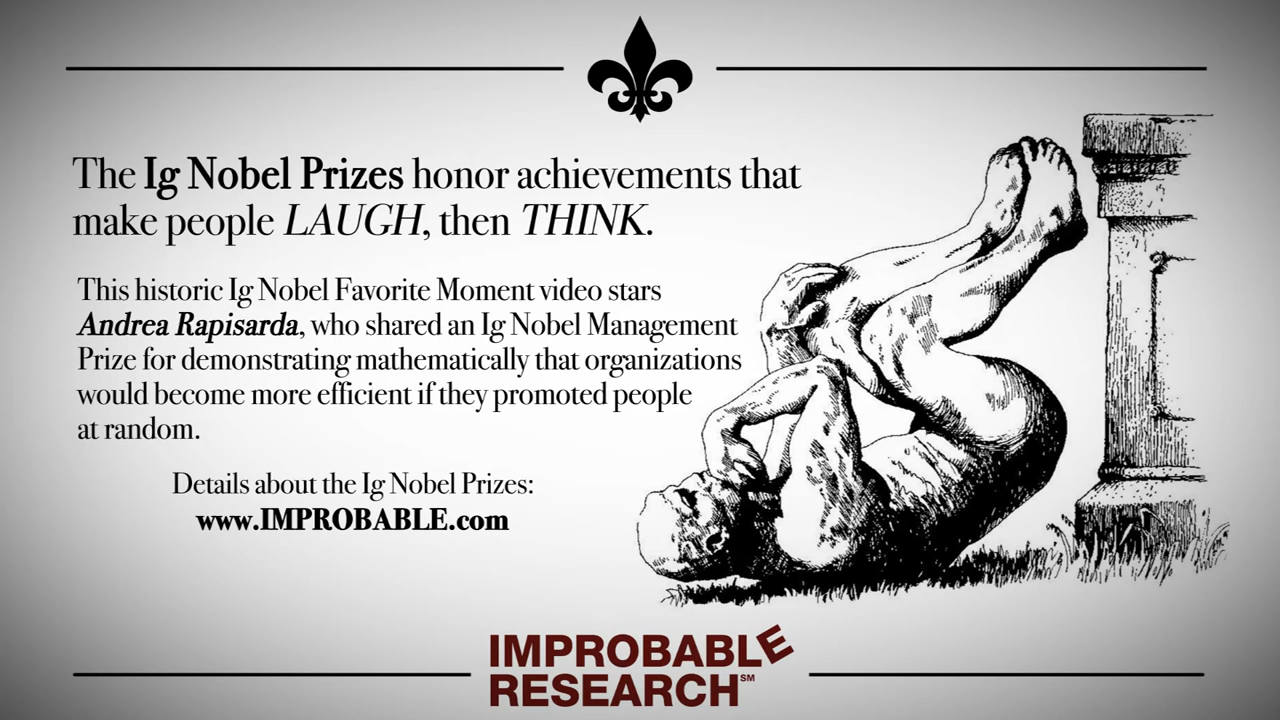 The Ig Nobel Prizes honor achievements that
make people LAUGH, then THINK.
This historic Ig Nobel Favorite Moment video stars
Andrea Rapisarda, who shared an Ig Nobel Management
Prize for demonstrating mathematically that organizations
would become more efficient if they promoted people
at random.
Details about the Ig Nobel Prizes:
www.IMPROBABLE.com
IMPROBABLE
RESEARCH℠